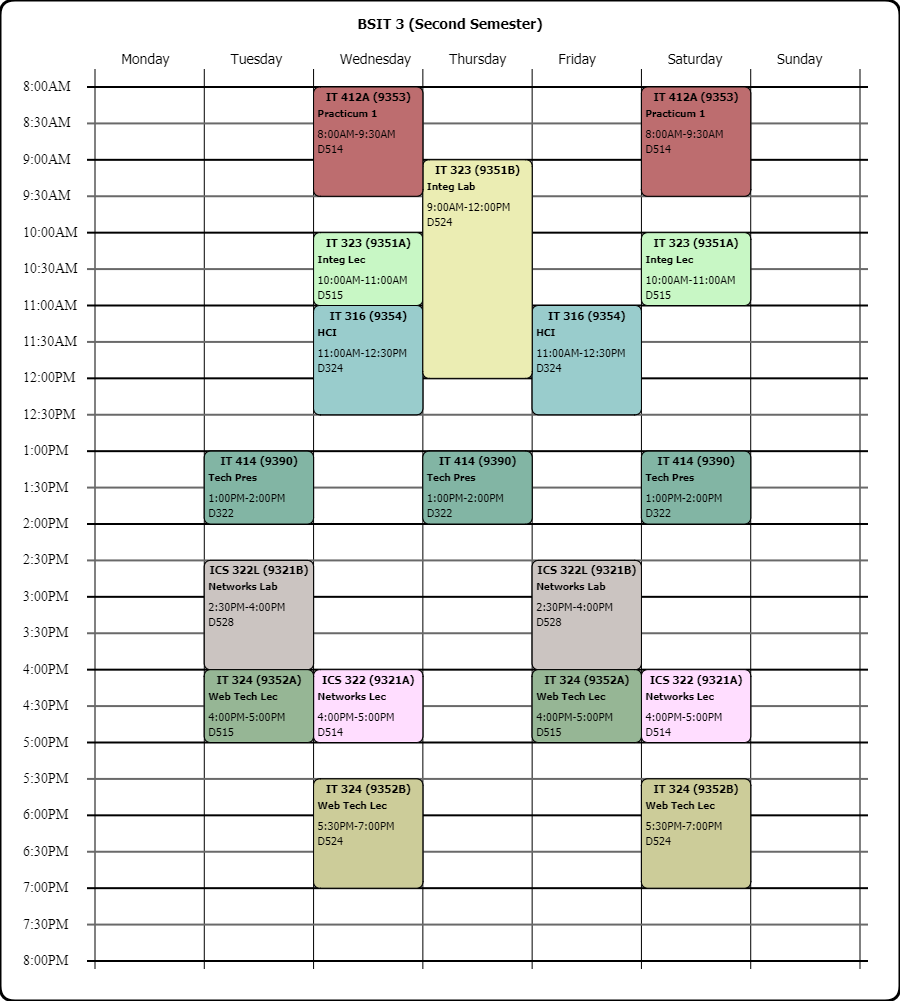 BSIT 3 (Second Semester)
Monday Tuesday Wednesday Thursday Friday Saturday Sunday
8:00AM
IT 412A (9353)
Practicum 1
8:00AM-9:30AM
D514
IT 412A (9353)
Practicum 1
8:00AM-9:30AM
D514
8:30AM
9:00AM
IT 323 (9351B)
Integ Lab
9:00AM-12:00PM
D524
9:30AM
10:00AM
IT 323 (9351A)
Integ Lec
10:00AM-11:00AM
D515
IT 323 (9351A)
Integ Lec
10:00AM-11:00AM
D515
10:30AM
11:00AM
IT 316 (9354)
HCI
11:00AM-12:30PM
D324
IT 316 (9354)
HCI
11:00AM-12:30PM
D324
11:30AM
12:00PM
12:30PM
1:00PM
IT 414 (9390)
Tech Pres
1:00PM-2:00PM
D322
IT 414 (9390)
Tech Pres
1:00PM-2:00PM
D322
IT 414 (9390)
Tech Pres
1:00PM-2:00PM
D322
1:30PM
2:00PM
2:30PM
ICS 322L (9321B)
Networks Lab
2:30PM-4:00PM
D528
ICS 322L (9321B)
Networks Lab
2:30PM-4:00PM
D528
3:00PM
3:30PM
4:00PM
IT 324 (9352A)
Web Tech Lec
4:00PM-5:00PM
D515
ICS 322 (9321A)
Networks Lec
4:00PM-5:00PM
D514
IT 324 (9352A)
Web Tech Lec
4:00PM-5:00PM
D515
ICS 322 (9321A)
Networks Lec
4:00PM-5:00PM
D514
4:30PM
5:00PM
5:30PM
IT 324 (9352B)
Web Tech Lec
5:30PM-7:00PM
D524
IT 324 (9352B)
Web Tech Lec
5:30PM-7:00PM
D524
6:00PM
6:30PM
7:00PM
7:30PM
8:00PM